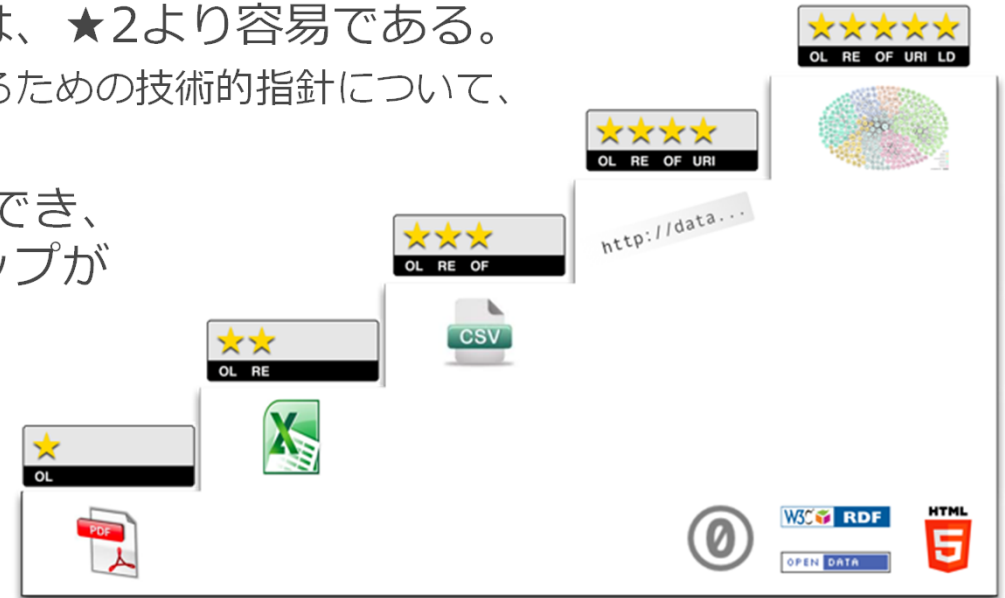 は、★2より容易である。
るための技術的指針について、
でき、
ップが
★★★★★
OL RE OF URI LD
★★★★
OL RE OF URI
http://data...
★★★
OL RE OF
CSV
★★
OL RE
X
★
OL
PDF
0
W3C RDF
OPEN DATA
HTML
5